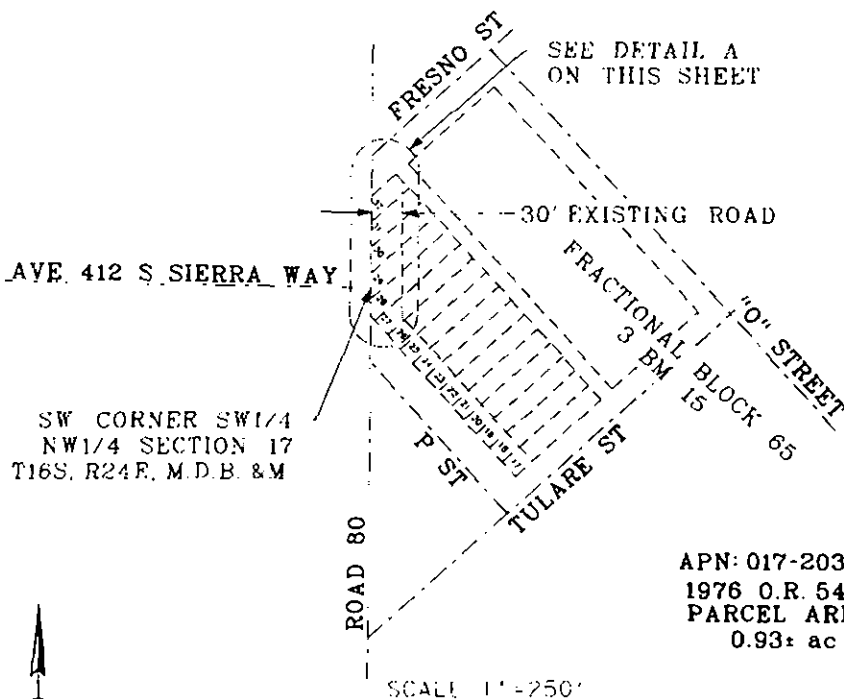 FRESNO ST
SEE DETAIL A
ON THIS SHEET
30' EXISTING ROAD
AVE. 412 S. SIERRA WAY
FRACTIONAL BLOCK 65
3 BM 15
"O" STREET
SW CORNER SW1/4
NW1/4 SECTION 17
T16S, R24E, M.D.B. &M
P ST
TULARE ST
ROAD 80
APN: 017-203
1976 O.R. 54
PARCEL ARE
0.93± ac
SCALE 1"=250'